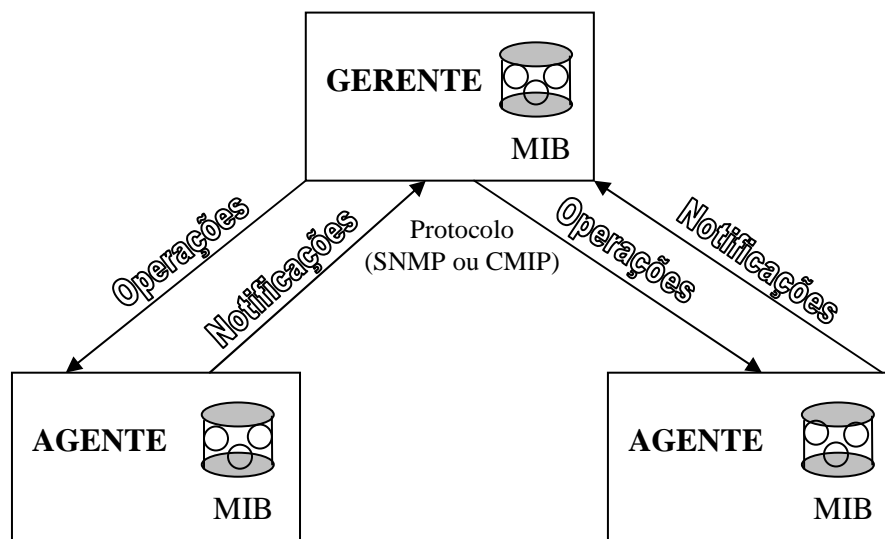 GERENTE
MIB
Operações
Notificações
Protocolo
(SNMP ou CMIP)
Operações
Notificações
AGENTE
MIB
AGENTE
MIB